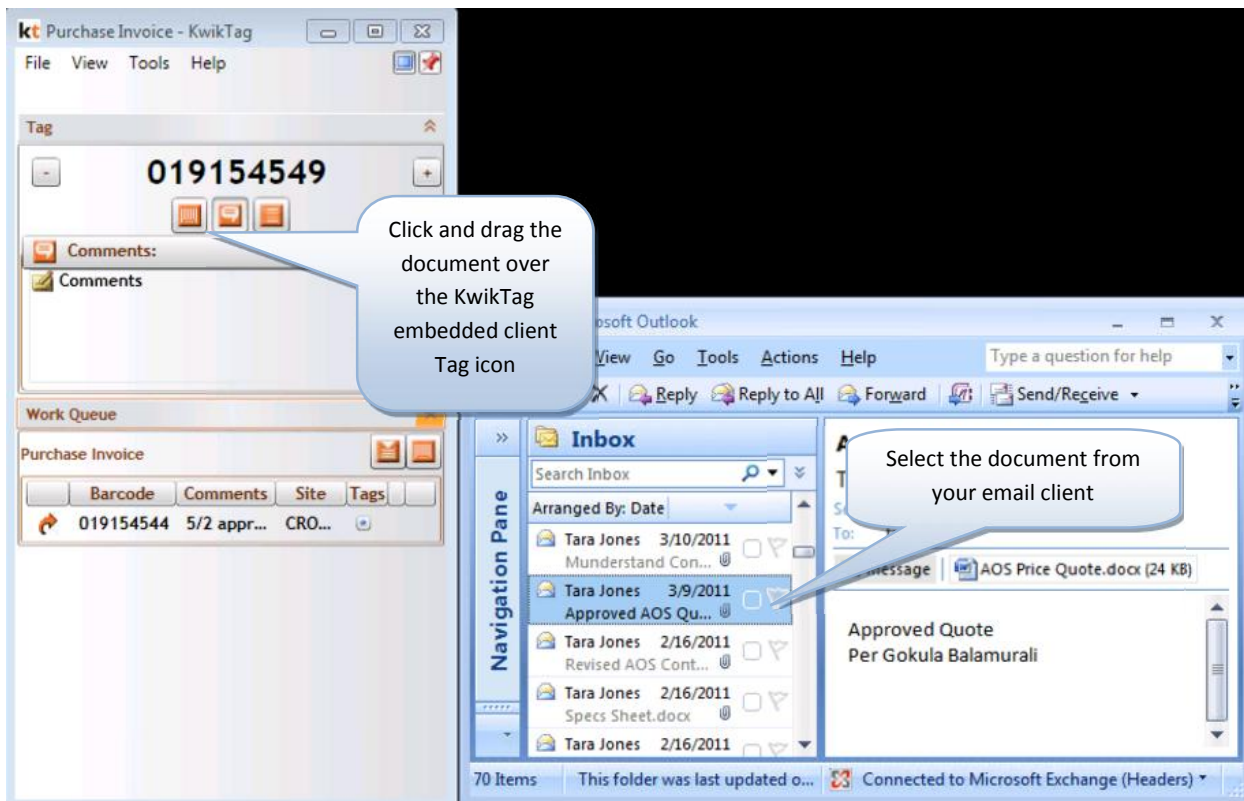 kt Purchase Invoice - KwikTag
File View Tools Help
Tag
- 019154549 +
Comments:
Comments
Click and drag the
document over
the KwikTag
embedded client
Tag icon
Work Queue
Purchase Invoice
Barcode Comments Site Tags
019154544 5/2 appr... CRO...
osoft Outlook
View Go Tools Actions Help Type a question for help
Reply Reply to All Forward Send/Receive
Inbox
Search Inbox
Arranged By: Date
Navigation Pane
Tara Jones 3/10/2011
Munderstand Con...
Tara Jones 3/9/2011
Approved AOS Qu...
Tara Jones 2/16/2011
Revised AOS Cont...
Tara Jones 2/16/2011
Specs Sheet.docx
Tara Jones 2/16/2011
Select the document from
your email client
To:
Message AOS Price Quote.docx (24 KB)
Approved Quote
Per Gokula Balamurali
70 Items This folder was last updated o... Connected to Microsoft Exchange (Headers)